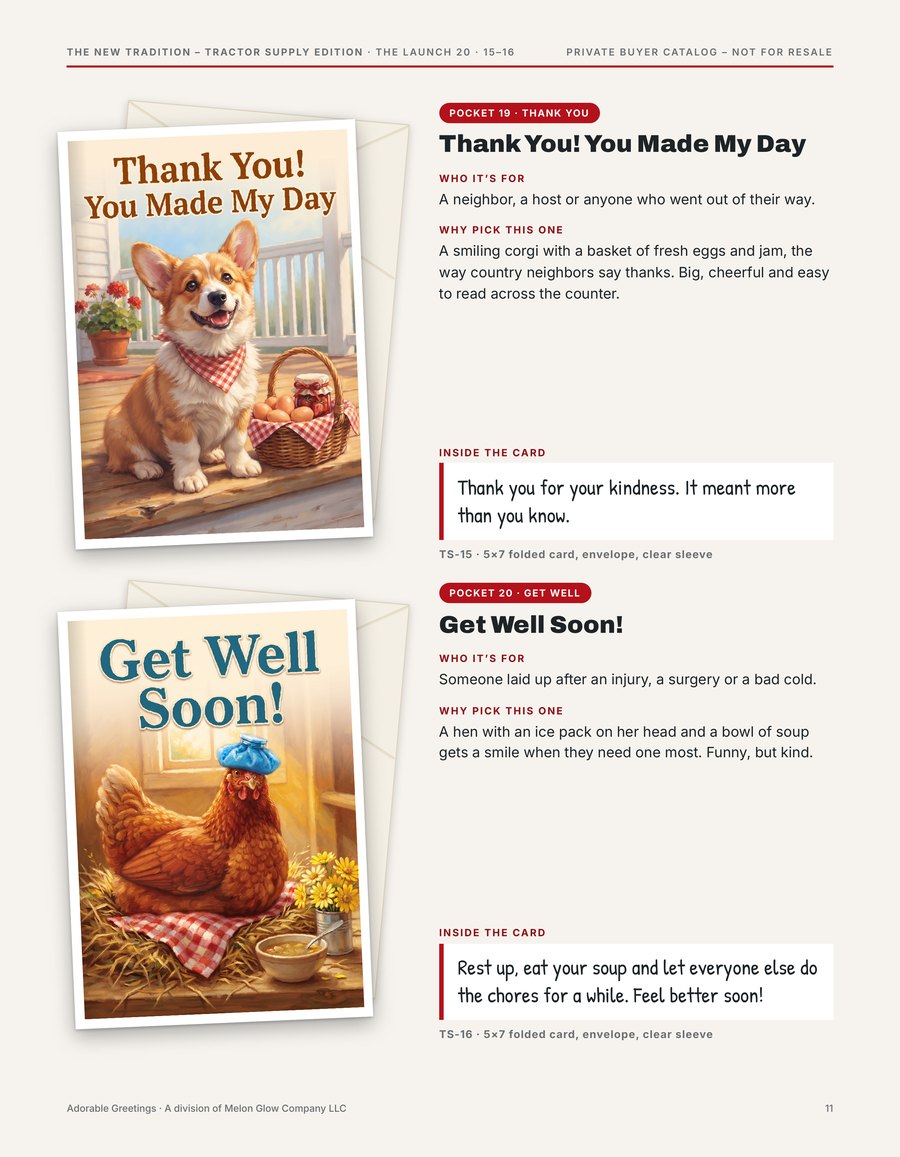 THE NEW TRADITION – TRACTOR SUPPLY EDITION · THE LAUNCH 20 · 15–16
PRIVATE BUYER CATALOG – NOT FOR RESALE
Thank You!
You Made My Day
POCKET 19 · THANK YOU
Thank You! You Made My Day
WHO IT’S FOR
A neighbor, a host or anyone who went out of their way.
WHY PICK THIS ONE
A smiling corgi with a basket of fresh eggs and jam, the
way country neighbors say thanks. Big, cheerful and easy
to read across the counter.
INSIDE THE CARD
Thank you for your kindness. It meant more
than you know.
TS-15 · 5×7 folded card, envelope, clear sleeve
Get Well
Soon!
POCKET 20 · GET WELL
Get Well Soon!
WHO IT’S FOR
Someone laid up after an injury, a surgery or a bad cold.
WHY PICK THIS ONE
A hen with an ice pack on her head and a bowl of soup
gets a smile when they need one most. Funny, but kind.
INSIDE THE CARD
Rest up, eat your soup and let everyone else do
the chores for a while. Feel better soon!
TS-16 · 5×7 folded card, envelope, clear sleeve
Adorable Greetings · A division of Melon Glow Company LLC
11